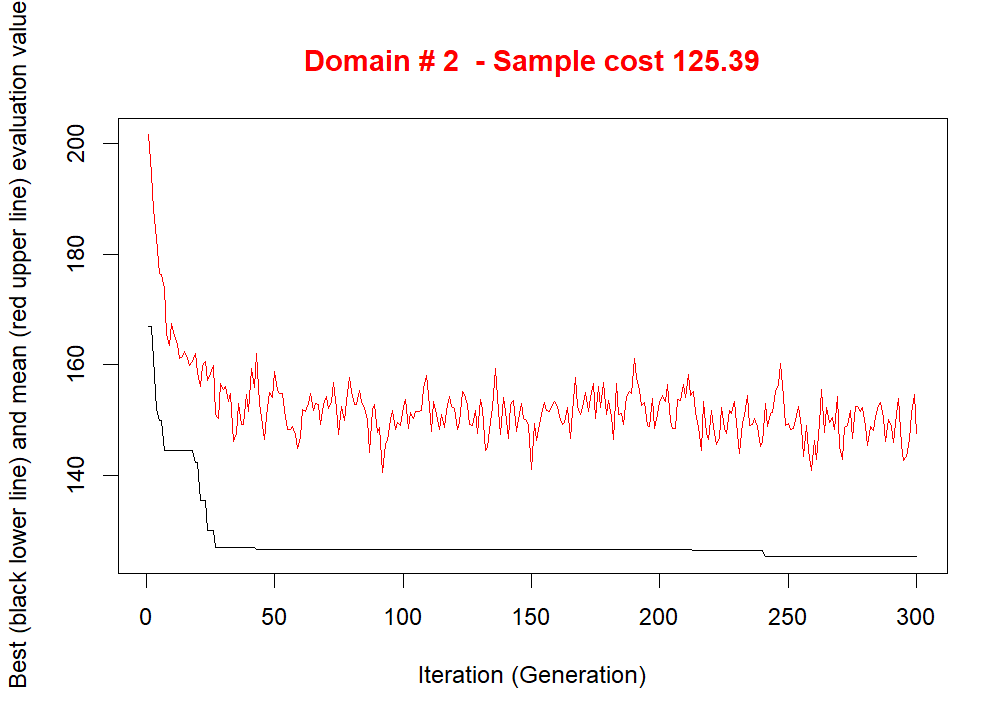 Domain # 2  - Sample cost 125.39
Best (black lower line) and mean (red upper line) evaluation value
200
180
160
140
0 50 100 150 200 250 300
Iteration (Generation)